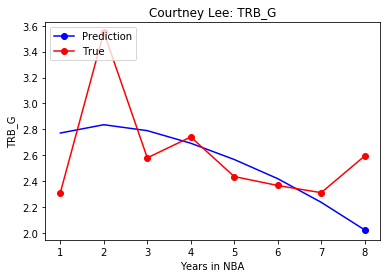 Courtney Lee: TRB_G
Prediction
True
3.6
3.4
3.2
3.0
2.8
2.6
2.4
2.2
2.0
TRB_G
1 2 3 4 5 6 7 8
Years in NBA